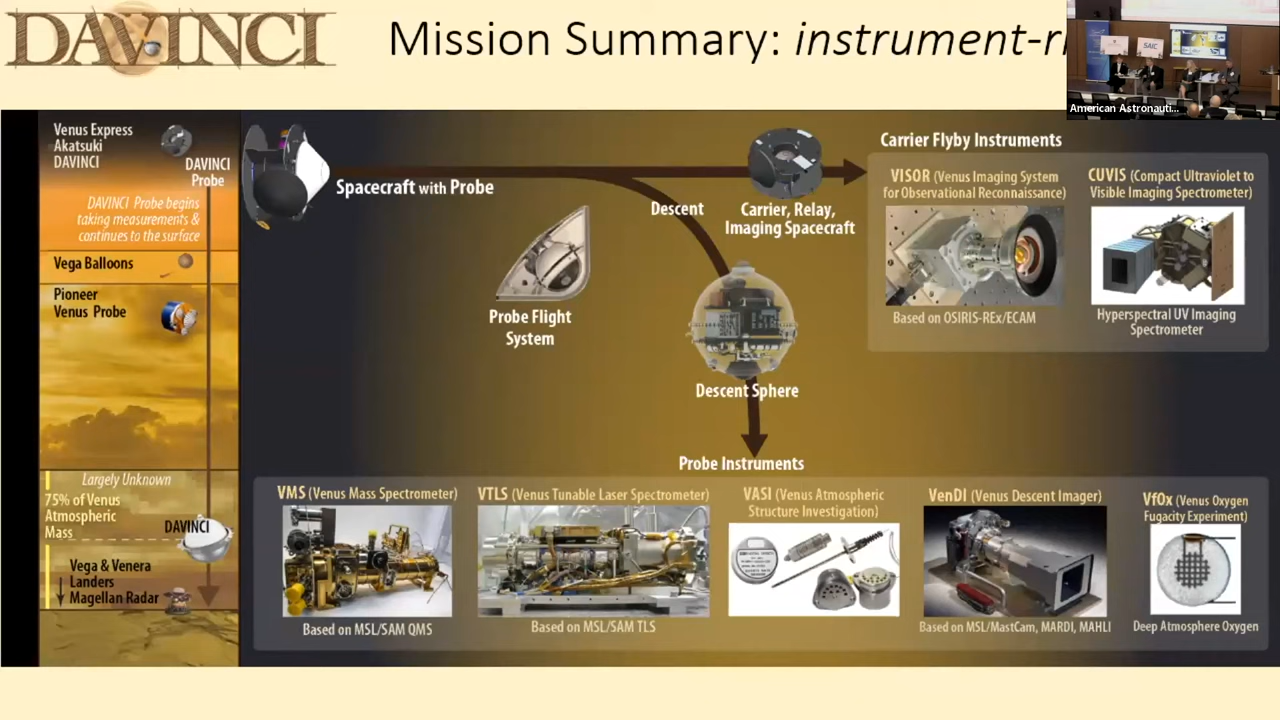 DAVINCI
Mission Summary: instrument-ri
SAIC
American Astronauti...
Venus Express
Akatsuki
DAVINCI
DAVINCI
Probe
DAVINCI Probe begins
taking measurements &
continues to the surface
Vega Balloons
Pioneer
Venus Probe
Largely Unknown
75% of Venus
Atmospheric
Mass
DAVINCI
Vega & Venera
Landers
Magellan Radar
Spacecraft with Probe
Descent
Carrier, Relay,
Imaging Spacecraft
Probe Flight
System
Descent Sphere
Carrier Flyby Instruments
VISOR (Venus Imaging System
for Observational Reconnaissance)
Based on OSIRIS-REx/ECAM
CUVIS (Compact Ultraviolet to
Visible Imaging Spectrometer)
Hyperspectral UV Imaging
Spectrometer
Probe Instruments
VMS (Venus Mass Spectrometer)
Based on MSL/SAM QMS
VTLS (Venus Tunable Laser Spectrometer)
Based on MSL/SAM TLS
VASI (Venus Atmospheric
Structure Investigation)
VenDI (Venus Descent Imager)
Based on MSL/MastCam, MARDI, MAHLI
VfOx (Venus Oxygen
Fugacity Experiment)
Deep Atmosphere Oxygen